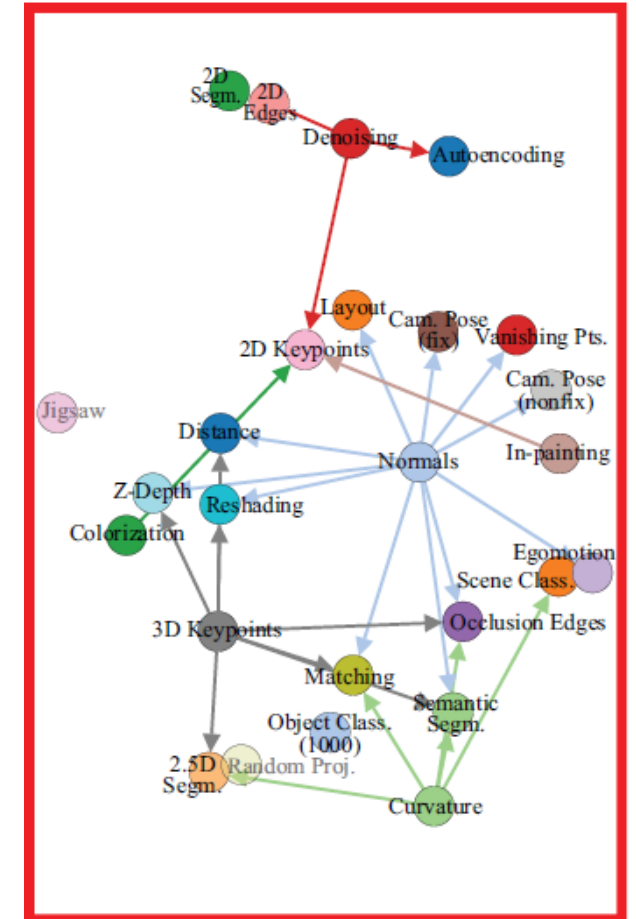 2D
Segm.
2D
Edges
Denoising
Autoencoding
Layout
Cam. Pose
(fix)
Vanishing Pts.
2D Keypoints
Cam. Pose
(nonfix)
Jigsaw
Distance
Normals
In-painting
Z-Depth
Reshading
Colorization
Egomotion
Scene Class.
3D Keypoints
Occlusion Edges
Matching
Semantic
Segm.
Object Class.
(1000)
2.5D
Segm.
Random Proj.
Curvature